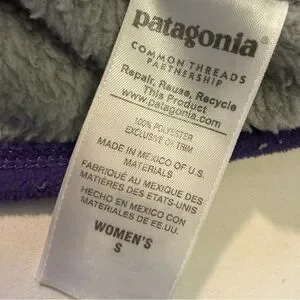 patagonia
COMMON THREADS
PARTNERSHIP
Repair, Reuse, Recycle
This Product
www.patagonia.com
100% POLYESTER
EXCLUSIVE OF TRIM
MADE IN MEXICO OF U.S.
MATERIALS
FABRIQUÉ AU MEXIQUE DES
MATIÈRES DES ETATS-UNIS
HECHO EN MEXICO CON
MATERIALES DE EE.UU.
WOMEN'S
S